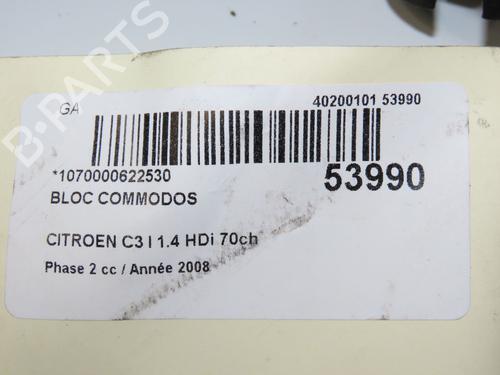 GA
40200101 53990
*1070000622530
53990
BLOC COMMODOS
CITROEN C3 I 1.4 HDi 70ch
Phase 2 cc / Année 2008
B-PARTS